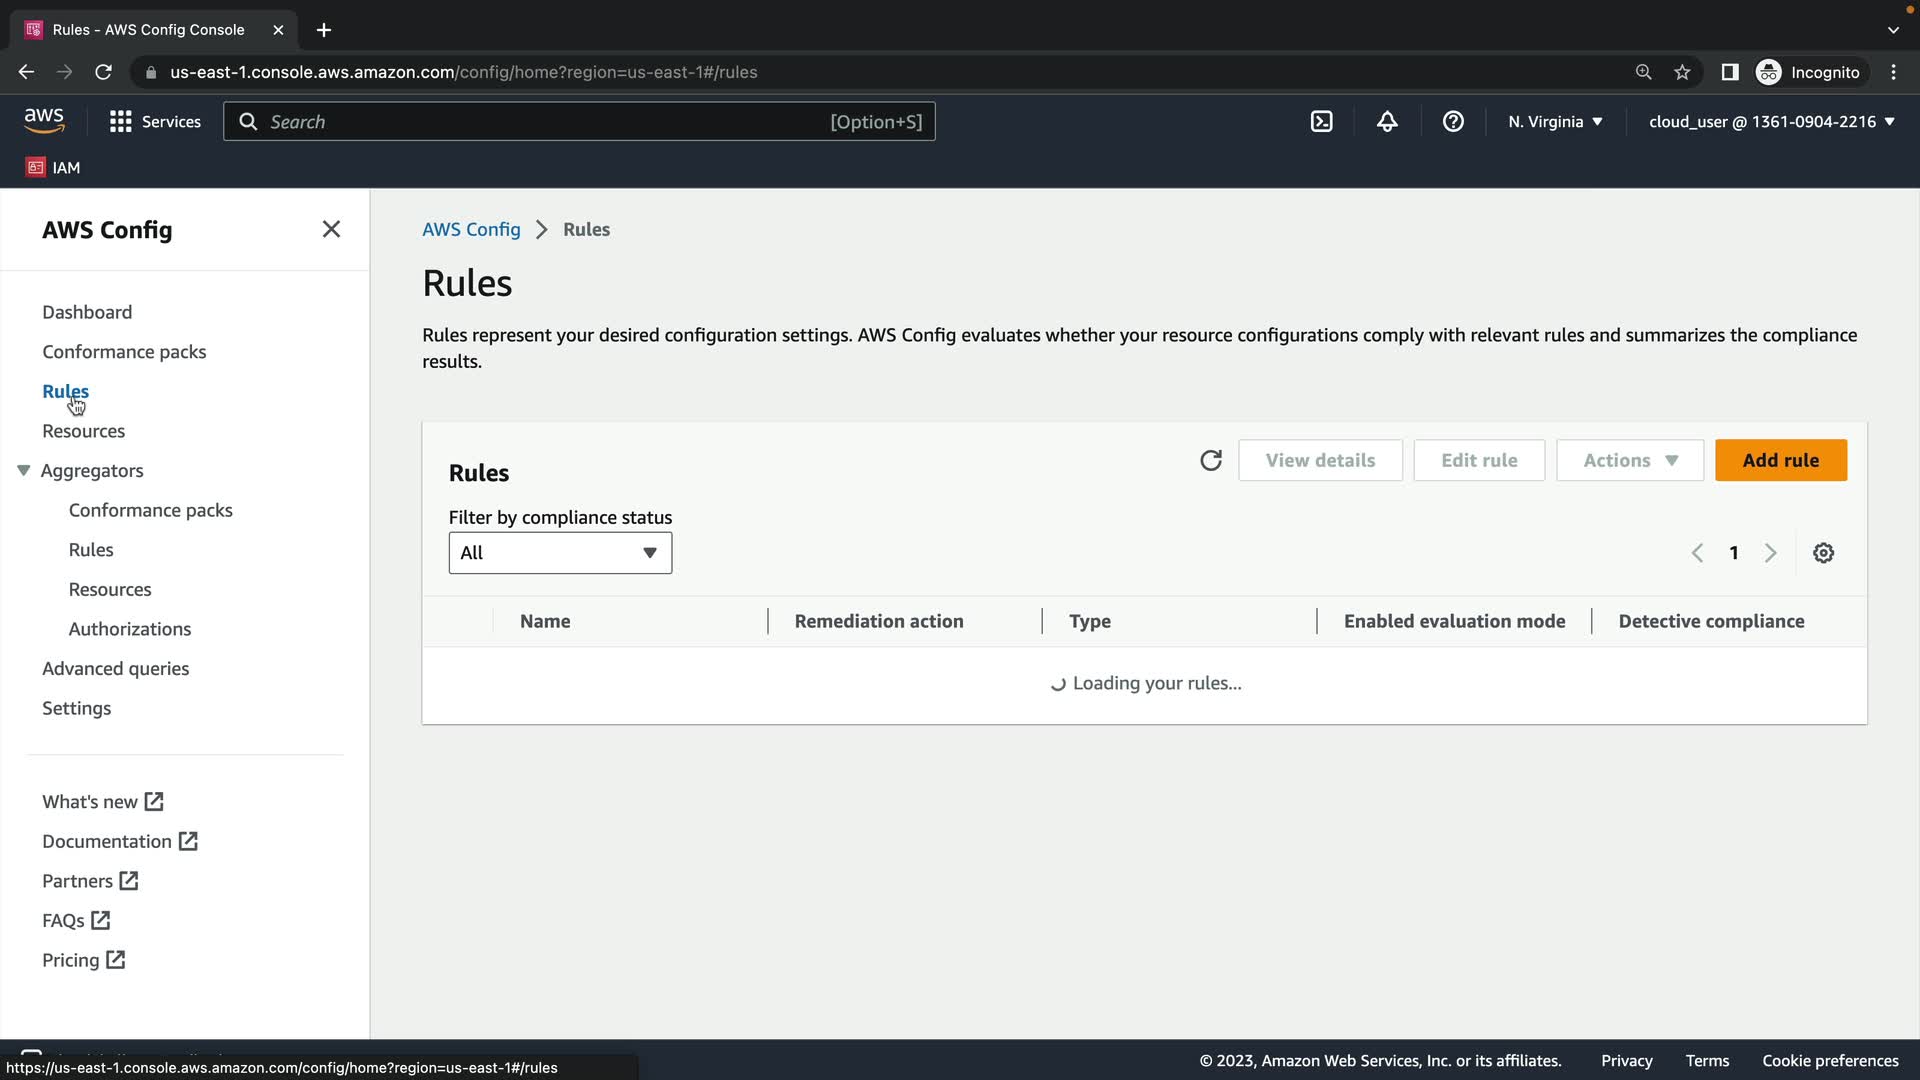 Rules - AWS Config Console
us-east-1.console.aws.amazon.com/config/home?region=us-east-1#/rules
Incognito
aws
Services
Search
[Option+S]
N. Virginia
cloud_user @ 1361-0904-2216
IAM
AWS Config
Dashboard
Conformance packs
Rules
Resources
Aggregators
Conformance packs
Rules
Resources
Authorizations
Advanced queries
Settings
What's new
Documentation
Partners
FAQs
Pricing
AWS Config > Rules
Rules
Rules represent your desired configuration settings. AWS Config evaluates whether your resource configurations comply with relevant rules and summarizes the compliance
results.
Rules
View details
Edit rule
Actions
Add rule
Filter by compliance status
All
1
Name
Remediation action
Type
Enabled evaluation mode
Detective compliance
Loading your rules...
https://us-east-1.console.aws.amazon.com/config/home?region=us-east-1#/rules
© 2023, Amazon Web Services, Inc. or its affiliates.
Privacy
Terms
Cookie preferences